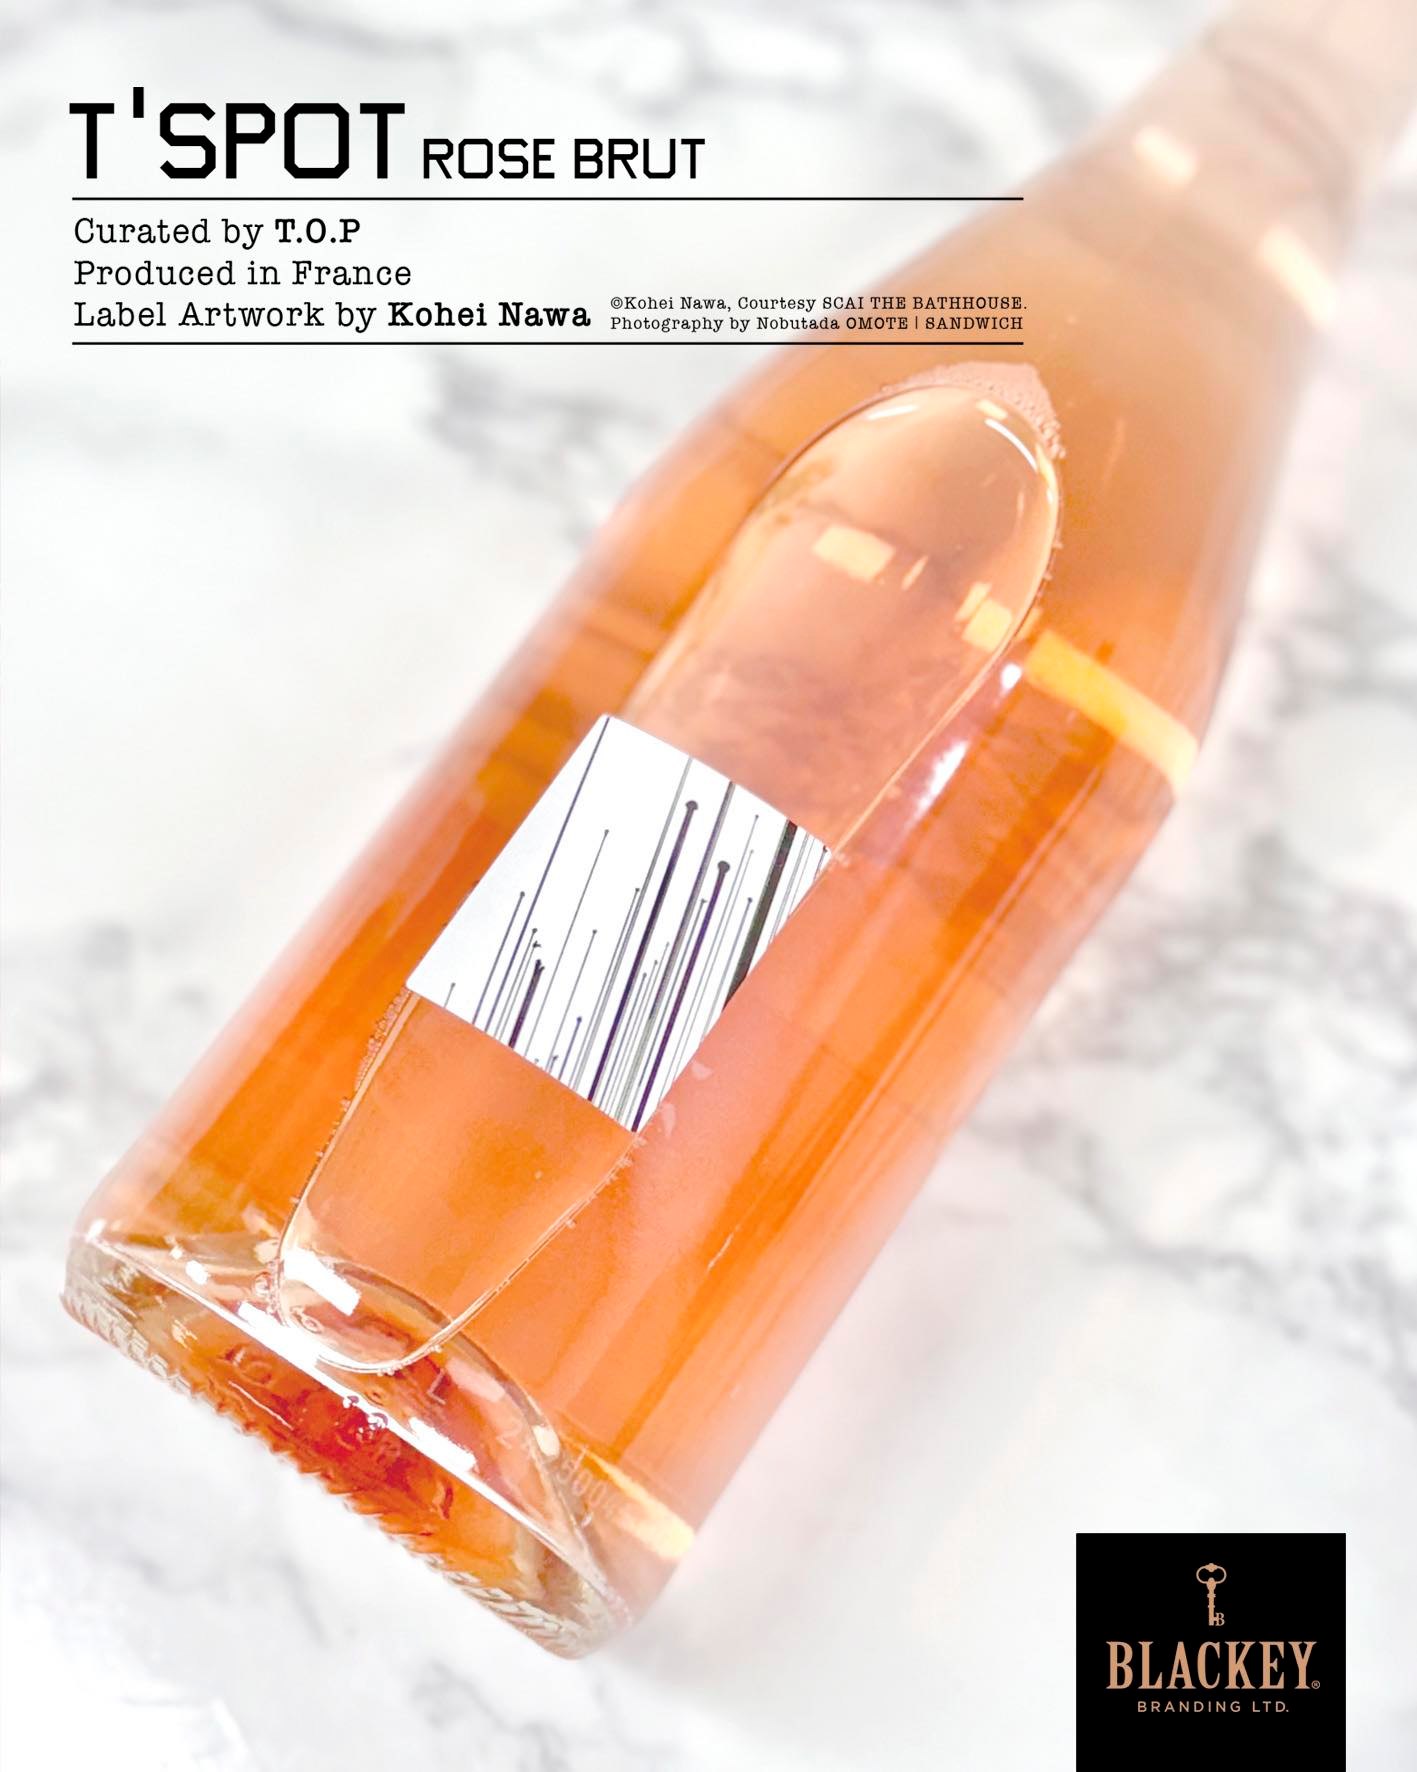 T'SPOT ROSE BRUT
Curated by T.O.P
Produced in France
Label Artwork by Kohei Nawa
©Kohei Nawa, Courtesy SCAI THE BATHHOUSE.
Photography by Nobutada OMOTE | SANDWICH
B
BLACKEY®
BRANDING LTD.